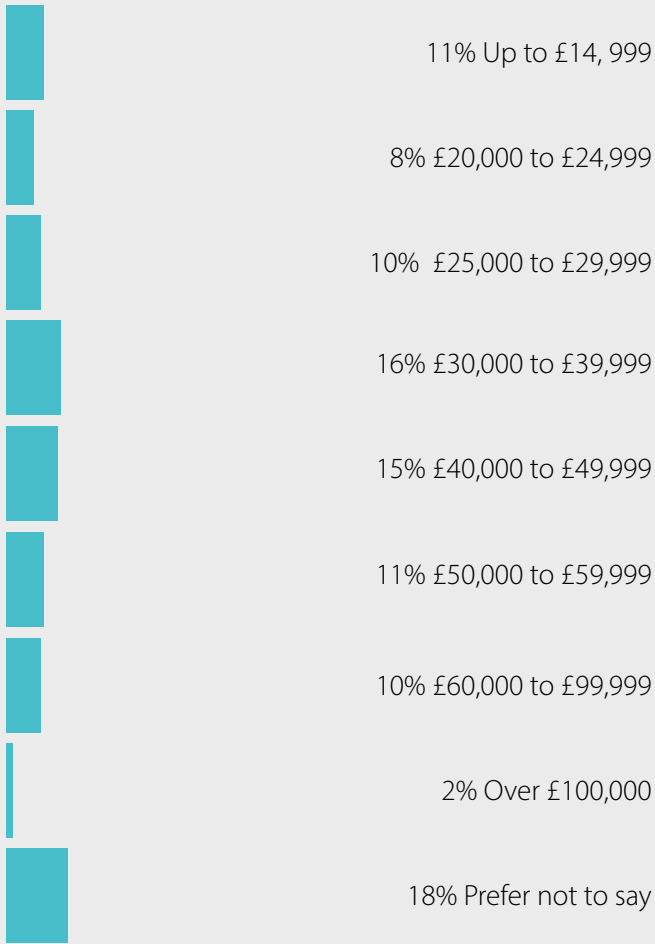 11% Up to £14, 999
8% £20,000 to £24,999
10%  £25,000 to £29,999
16% £30,000 to £39,999
15% £40,000 to £49,999
11% £50,000 to £59,999
10% £60,000 to £99,999
2% Over £100,000
18% Prefer not to say